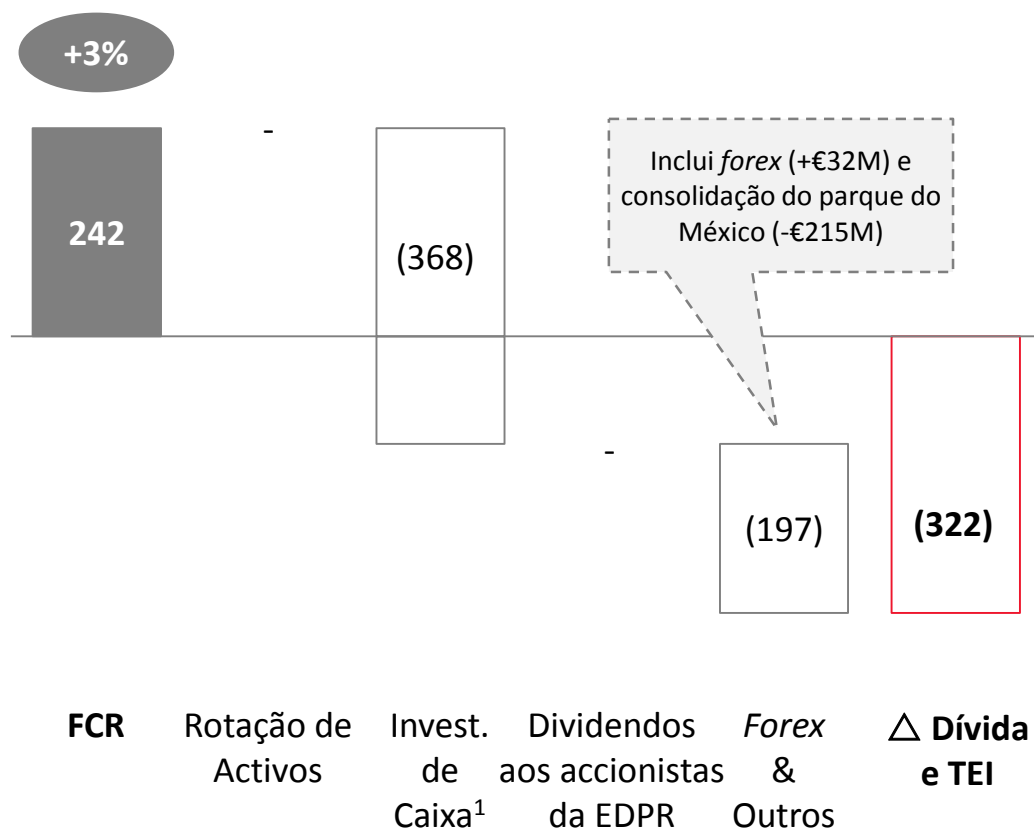 +3%
-
Inclui forex (+€32M) e
consolidação do parque do
México (-€215M)
242
(368)
-
(197)
(322)
FCR
Rotação de
Activos
Invest.
de
Caixa¹
Dividendos
aos accionistas
da EDPR
Forex
&
Outros
△ Dívida
e TEI